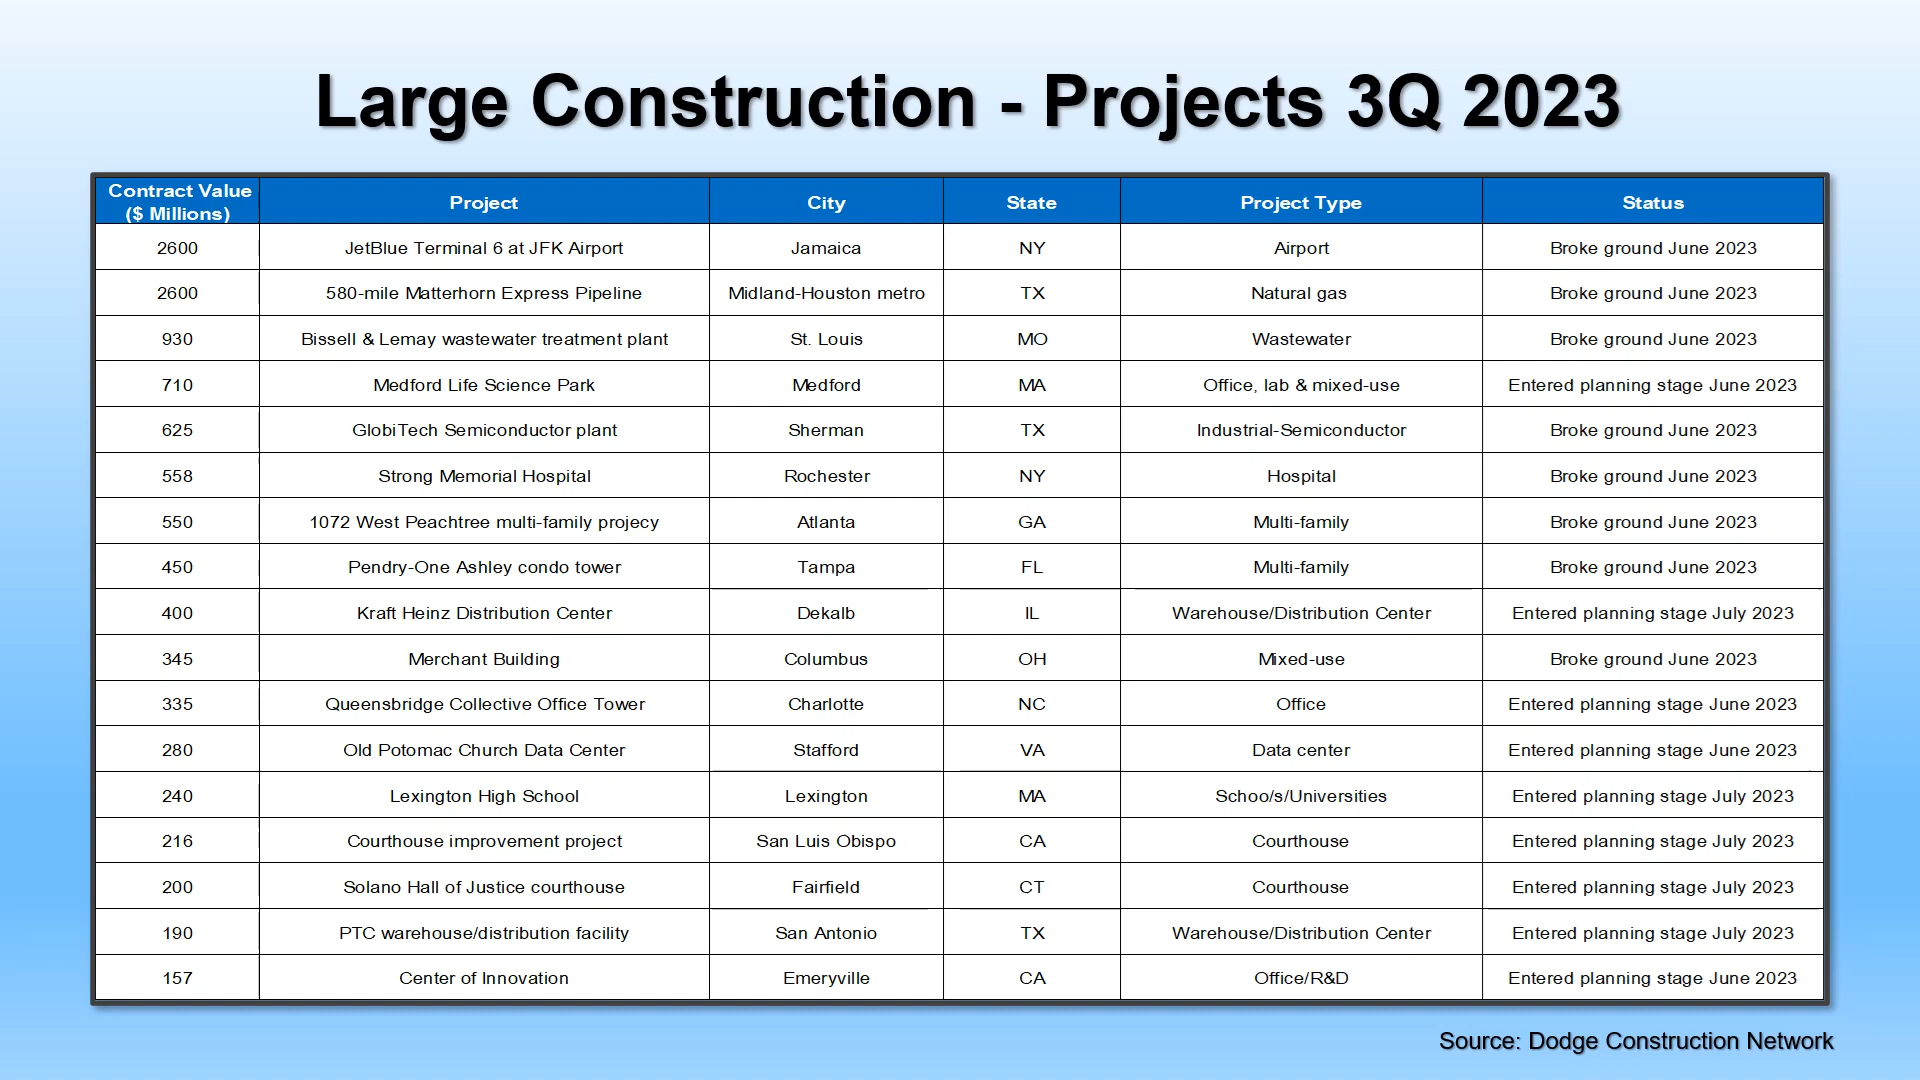 Large Construction - Projects 3Q 2023
Contract Value ($ Millions) Project City State Project Type Status
2600 JetBlue Terminal 6 at JFK Airport Jamaica NY Airport Broke ground June 2023
2600 580-mile Matterhorn Express Pipeline Midland-Houston metro TX Natural gas Broke ground June 2023
930 Bissell & Lemay wastewater treatment plant St. Louis MO Wastewater Broke ground June 2023
710 Medford Life Science Park Medford MA Office, lab & mixed-use Entered planning stage June 2023
625 GlobiTech Semiconductor plant Sherman TX Industrial-Semiconductor Broke ground June 2023
558 Strong Memorial Hospital Rochester NY Hospital Broke ground June 2023
550 1072 West Peachtree multi-family projecy Atlanta GA Multi-family Broke ground June 2023
450 Pendry-One Ashley condo tower Tampa FL Multi-family Broke ground June 2023
400 Kraft Heinz Distribution Center Dekalb IL Warehouse/Distribution Center Entered planning stage July 2023
345 Merchant Building Columbus OH Mixed-use Broke ground June 2023
335 Queensbridge Collective Office Tower Charlotte NC Office Entered planning stage June 2023
280 Old Potomac Church Data Center Stafford VA Data center Entered planning stage June 2023
240 Lexington High School Lexington MA Schoo/s/Universities Entered planning stage July 2023
216 Courthouse improvement project San Luis Obispo CA Courthouse Entered planning stage July 2023
200 Solano Hall of Justice courthouse Fairfield CT Courthouse Entered planning stage July 2023
190 PTC warehouse/distribution facility San Antonio TX Warehouse/Distribution Center Entered planning stage July 2023
157 Center of Innovation Emeryville CA Office/R&D Entered planning stage June 2023
Source: Dodge Construction Network